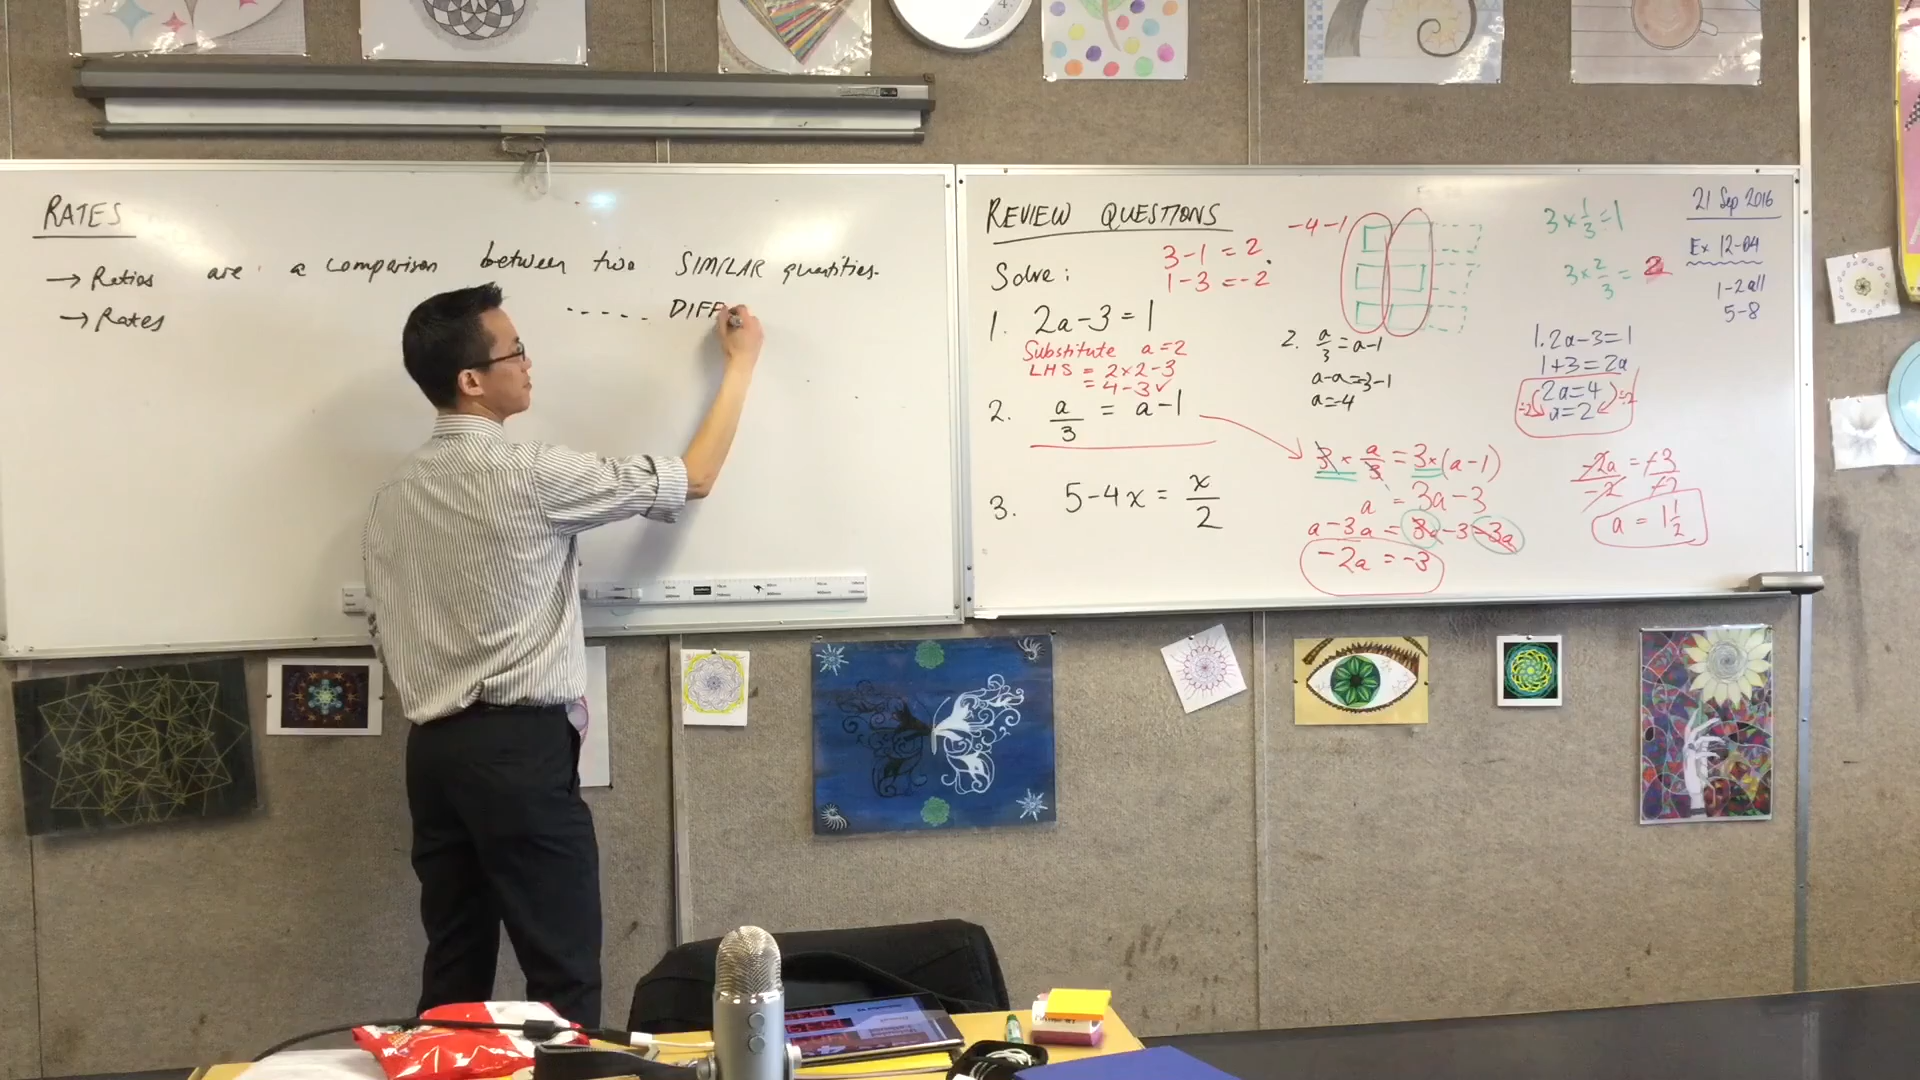 RATES
→ Ratios are a comparison between two SIMILAR quantities.
→ Rates ----- DIFF
REVIEW QUESTIONS
Solve:
1. 2a-3=1
Substitute a=2
LHS = 2×2-3
= 4-3✓
2. a/3 = a-1
3. 5-4x = x/2
3-1=2.
1-3=-2
-4-1
2. a/3=a-1
a-a=3-1
a=-4
3 × a/3 = 3×(a-1)
a = 3a-3
a-3a = 3a-3-3a
-2a = -3
3×1/3=1
3×2/3=2
1. 2a-3=1
1+3=2a
÷2 2a=4 ÷2
a=2
-2a/-2 = -3/-2
a = 1 1/2
21 Sep 2016
Ex 12-04
1-2all
5-8